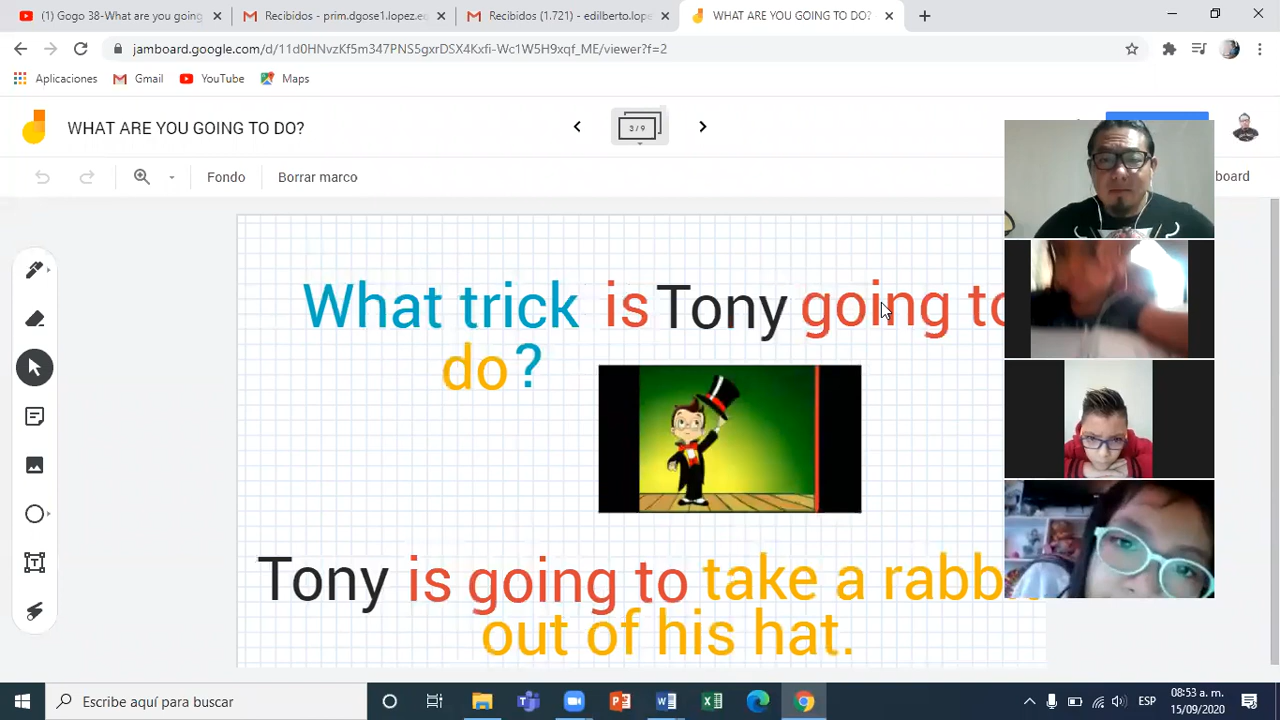 (1) Gogo 38-What are you going
Recibidos - prim.dgose1.lopez.e
Recibidos (1.721) - edilberto.lope
WHAT ARE YOU GOING TO DO? -
jamboard.google.com/d/11d0HNvzKf5m347PNS5gxrDSX4Kxfi-Wc1W5H9xqf_ME/viewer?f=2
Aplicaciones
Gmail
YouTube
Maps
WHAT ARE YOU GOING TO DO?
3 / 9
Fondo
Borrar marco
board
What trick is Tony going to
do?
Tony is going to take a rabb
out of his hat.
Escribe aquí para buscar
ESP
08:53 a. m.
15/09/2020